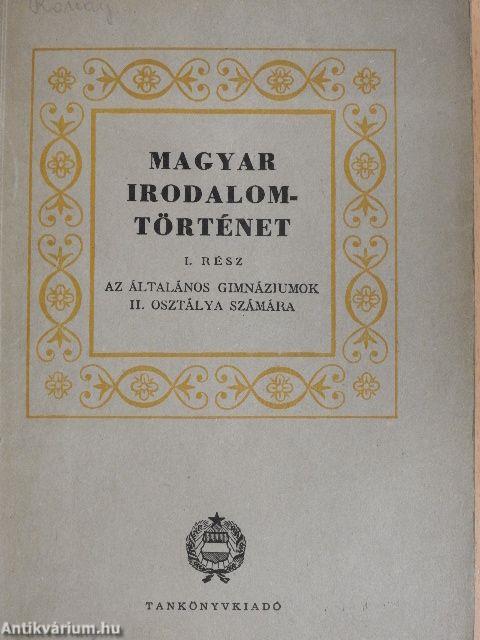 MAGYAR
IRODALOM-
TÖRTÉNET
I. RÉSZ
AZ ÁLTALÁNOS GIMNÁZIUMOK
II. OSZTÁLYA SZÁMÁRA
TANKÖNYVKIADÓ
Antikvárium.hu